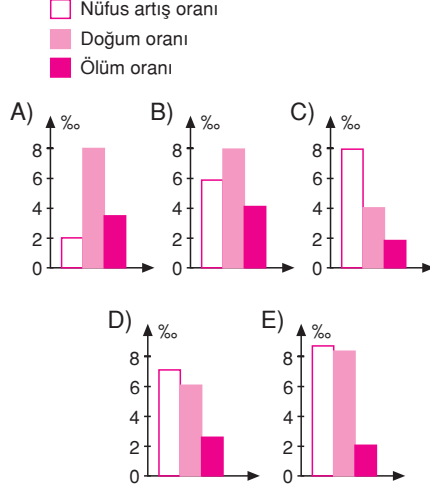 Nüfus artış oranı
Doğum oranı
Ölüm oranı
A) B) C)
‰ ‰ ‰
8 8 8
6 6 6
4 4 4
2 2 2
0 0 0
D) E)
‰ ‰
8 8
6 6
4 4
2 2
0 0